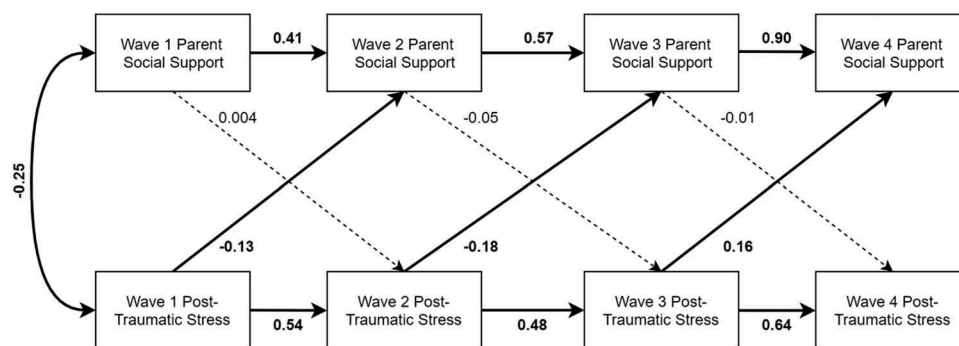 Wave 1 Parent
Social Support
0.41
Wave 2 Parent
Social Support
0.57
Wave 3 Parent
Social Support
0.90
Wave 4 Parent
Social Support
0.004
-0.05
-0.01
-0.25
-0.13
-0.18
0.16
Wave 1 Post-
Traumatic Stress
0.54
Wave 2 Post-
Traumatic Stress
0.48
Wave 3 Post-
Traumatic Stress
0.64
Wave 4 Post-
Traumatic Stress